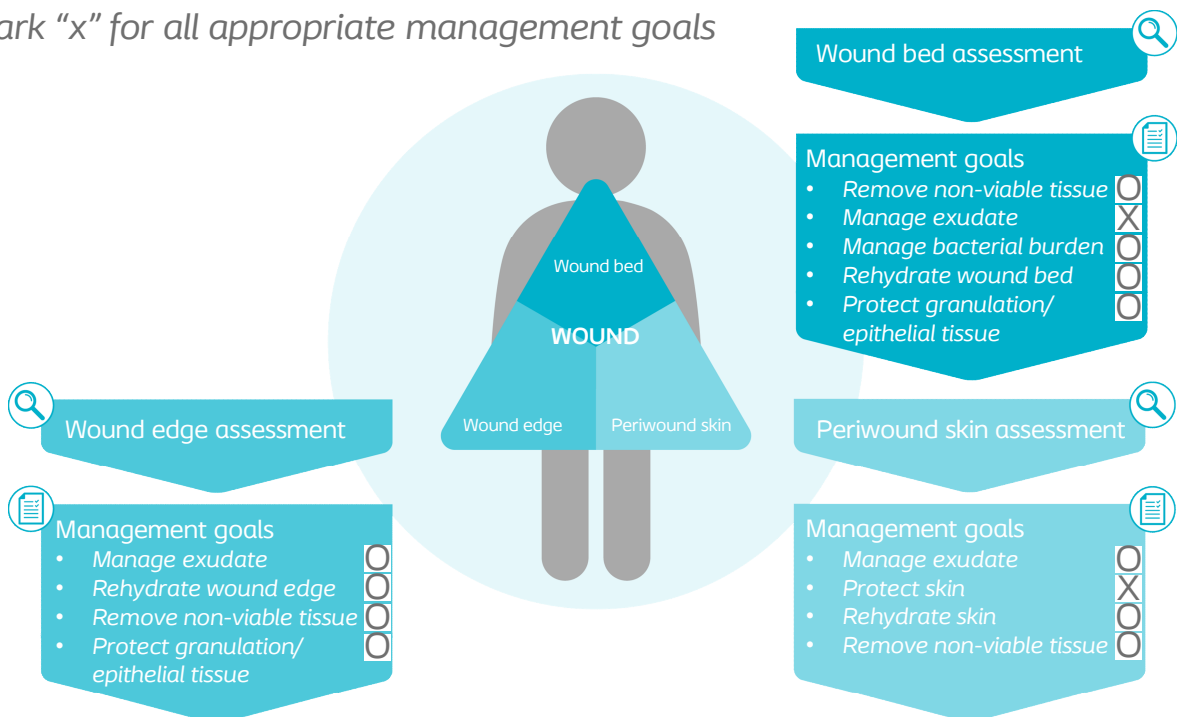 ark “x” for all appropriate management goals
Wound bed assessment
Management goals
• Remove non-viable tissue O
• Manage exudate X
• Manage bacterial burden O
• Rehydrate wound bed O
• Protect granulation/ O
epithelial tissue
Wound bed
WOUND
Wound edge
Periwound skin
Wound edge assessment
Management goals
• Manage exudate O
• Rehydrate wound edge O
• Remove non-viable tissue O
• Protect granulation/ O
epithelial tissue
Periwound skin assessment
Management goals
• Manage exudate O
• Protect skin X
• Rehydrate skin O
• Remove non-viable tissue O